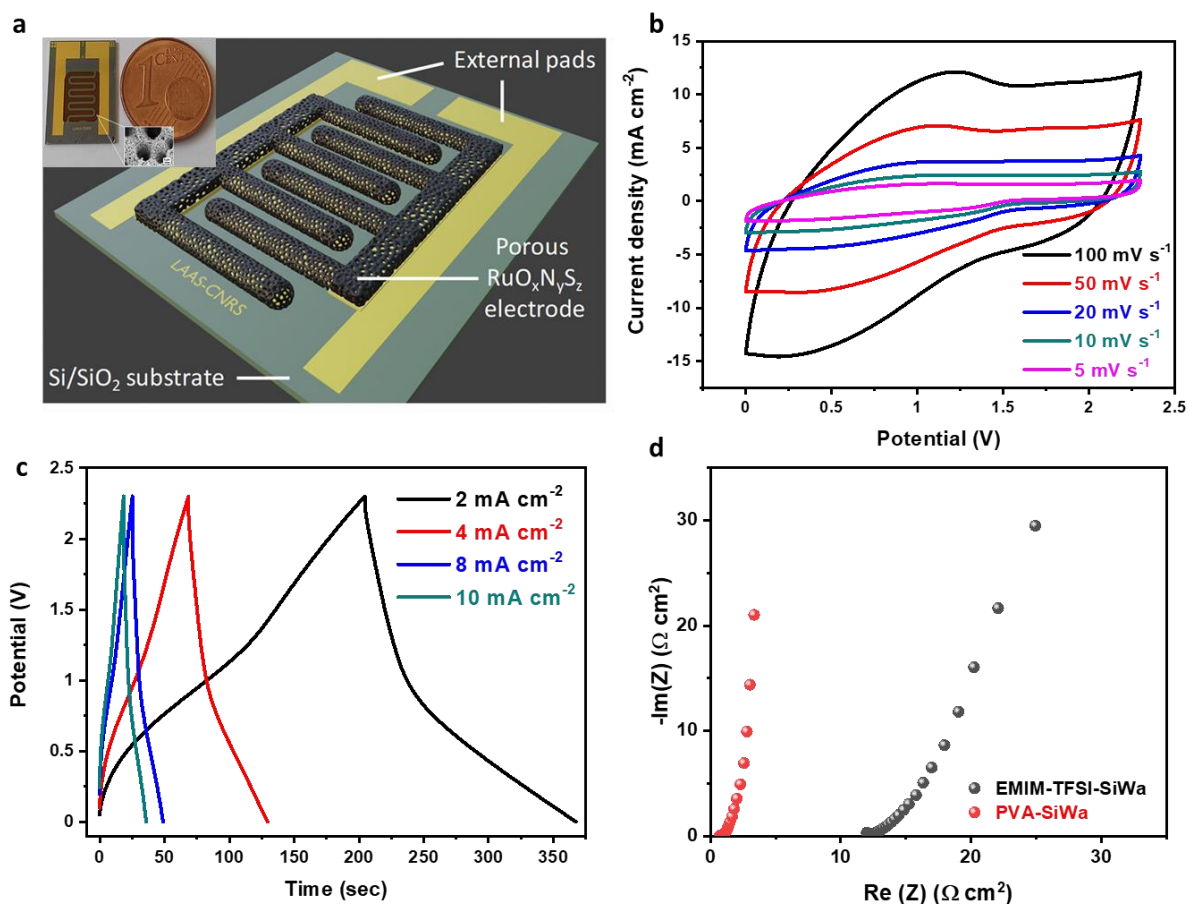 a
1
CENT
External pads
Porous
RuOₓNᵧS_z
electrode
LAAS-CNRS
Si/SiO₂ substrate
b
Current density (mA cm⁻²)
15
10
5
0
-5
-10
-15
0
0.5
1
1.5
2
2.5
Potential (V)
100 mV s⁻¹
50 mV s⁻¹
20 mV s⁻¹
10 mV s⁻¹
5 mV s⁻¹
c
Potential (V)
2.5
2
1.5
1
0.5
0
0
50
100
150
200
250
300
350
Time (sec)
2 mA cm⁻²
4 mA cm⁻²
8 mA cm⁻²
10 mA cm⁻²
d
-Im(Z) (Ω cm²)
30
20
10
0
0
10
20
30
Re (Z) (Ω cm²)
EMIM-TFSI-SiWa
PVA-SiWa